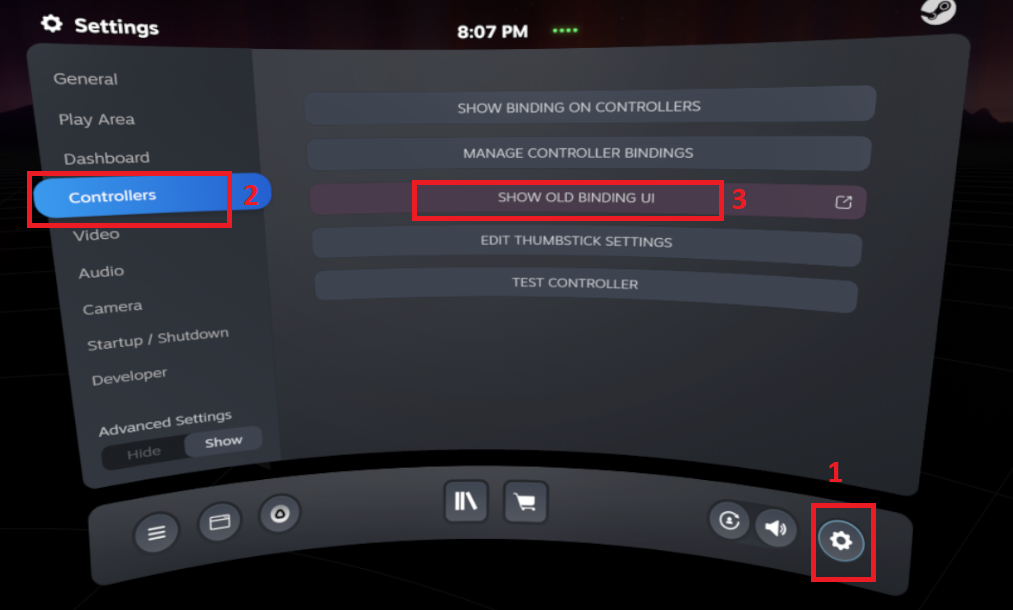 Settings
8:07 PM
General
Play Area
Dashboard
Controllers
2
Video
Audio
Camera
Startup / Shutdown
Developer
Advanced Settings
Hide
Show
SHOW BINDING ON CONTROLLERS
MANAGE CONTROLLER BINDINGS
SHOW OLD BINDING UI
3
EDIT THUMBSTICK SETTINGS
TEST CONTROLLER
1